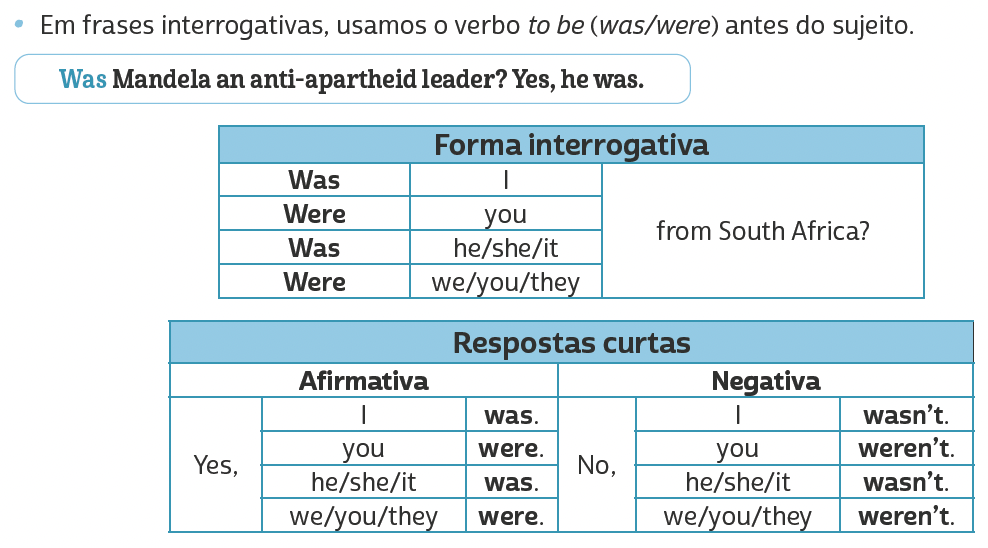 • Em frases interrogativas, usamos o verbo to be (was/were) antes do sujeito.
Was Mandela an anti-apartheid leader? Yes, he was.
Forma interrogativa
Was I
Were you
Was he/she/it
from South Africa?
Were we/you/they
Respostas curtas
Afirmativa Negativa
I was. I wasn't.
you were. you weren't.
Yes, No,
he/she/it was. he/she/it wasn't.
we/you/they were. we/you/they weren't.